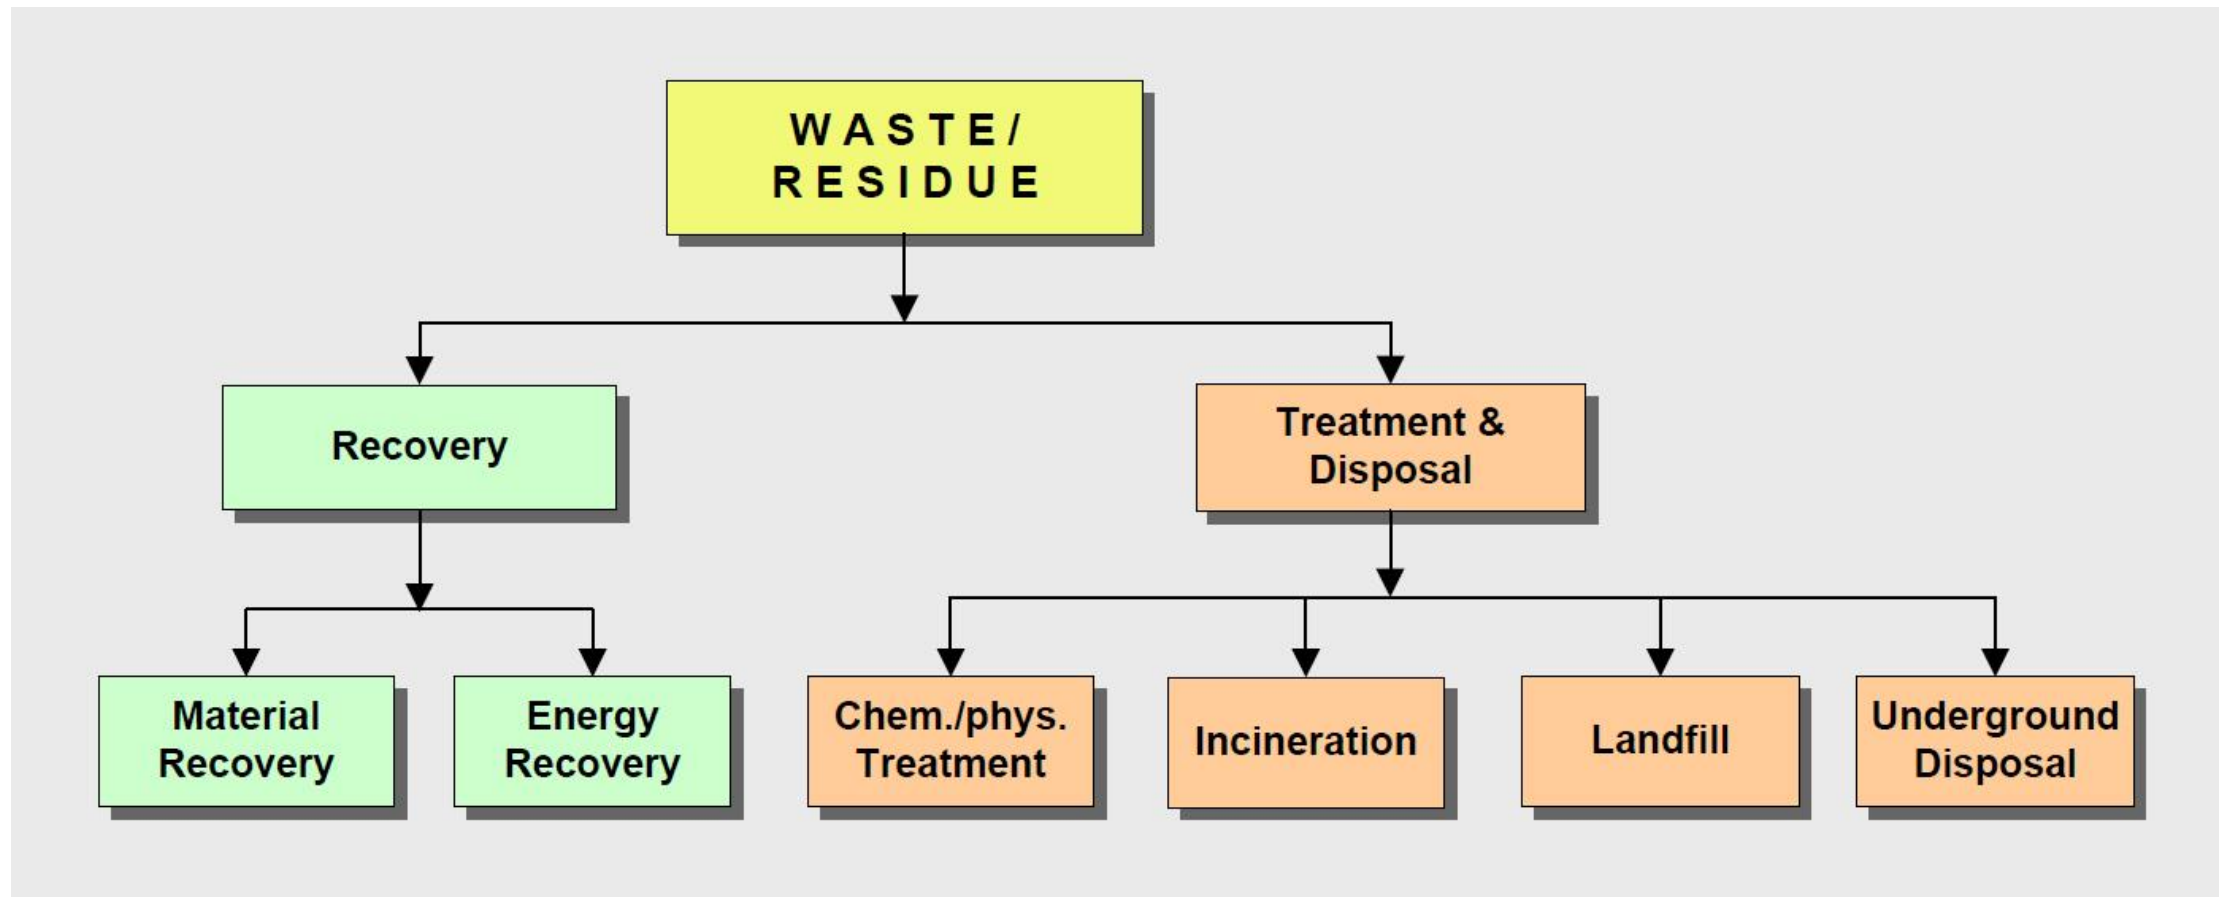 WASTE/
RESIDUE
Recovery
Treatment &
Disposal
Material
Recovery
Energy
Recovery
Chem./phys.
Treatment
Incineration
Landfill
Underground
Disposal